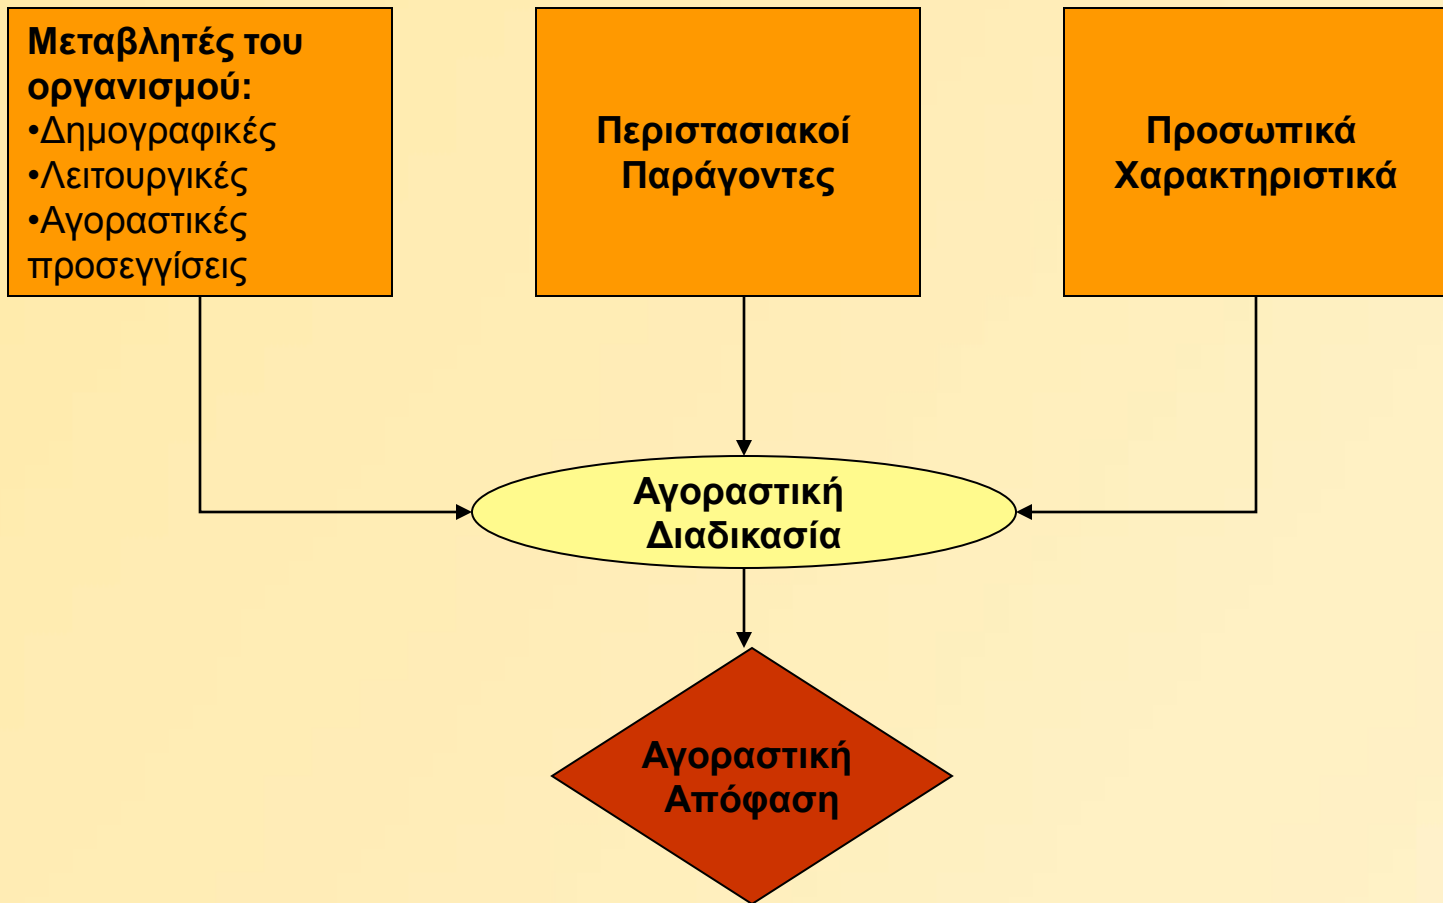 Μεταβλητές του
οργανισμού:
•Δημογραφικές
•Λειτουργικές
•Αγοραστικές
προσεγγίσεις
Περιστασιακοί
Παράγοντες
Προσωπικά
Χαρακτηριστικά
Αγοραστική
Διαδικασία
Αγοραστική
Απόφαση